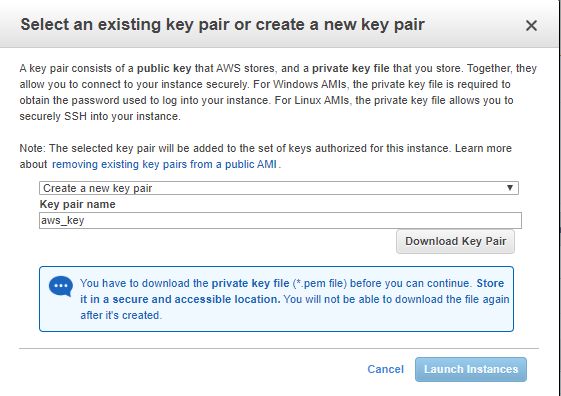 Select an existing key pair or create a new key pair
A key pair consists of a public key that AWS stores, and a private key file that you store. Together, they
allow you to connect to your instance securely. For Windows AMIs, the private key file is required to
obtain the password used to log into your instance. For Linux AMIs, the private key file allows you to
securely SSH into your instance.
Note: The selected key pair will be added to the set of keys authorized for this instance. Learn more
about removing existing key pairs from a public AMI.
Create a new key pair
Key pair name
aws_key
Download Key Pair
You have to download the private key file (*.pem file) before you can continue. Store
it in a secure and accessible location. You will not be able to download the file again
after it's created.
Cancel
Launch Instances